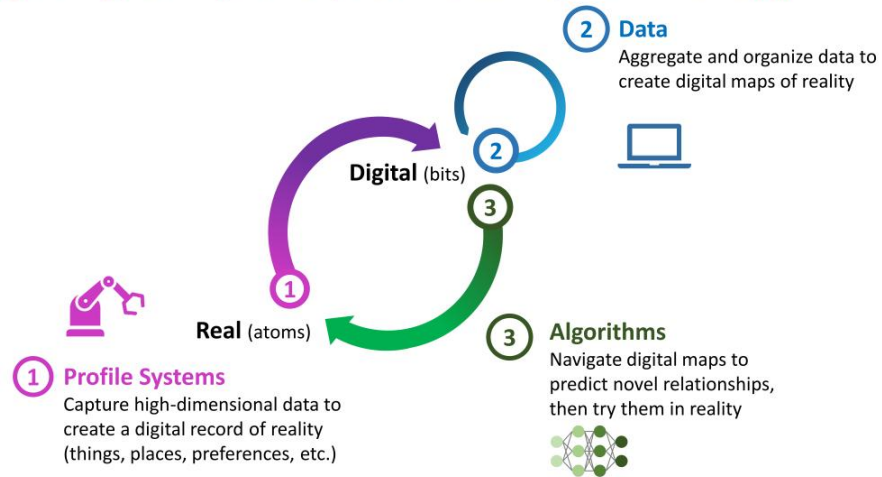 2 Data
Aggregate and organize data to
create digital maps of reality
2
Digital (bits)
3
1
Real (atoms)
3 Algorithms
Navigate digital maps to
predict novel relationships,
then try them in reality
1 Profile Systems
Capture high-dimensional data to
create a digital record of reality
(things, places, preferences, etc.)